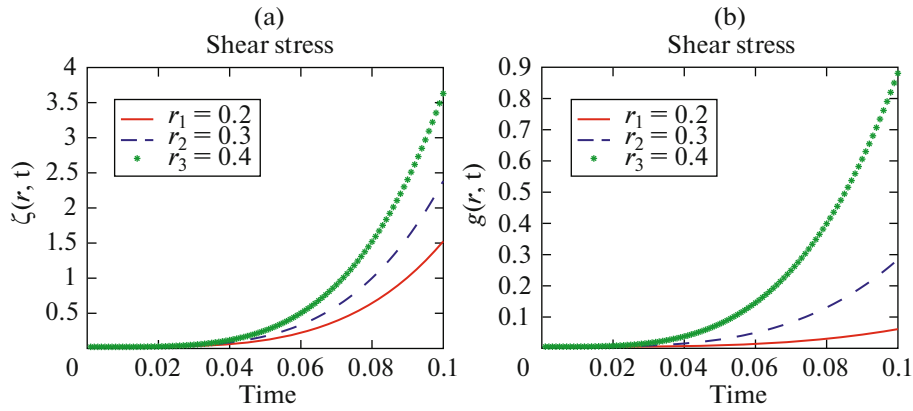 (a)
Shear stress
ζ(r, t)
4
3.5
3
2.5
2
1.5
1
0.5
0
0.02
0.04
0.06
0.08
0.1
Time
r₁ = 0.2
r₂ = 0.3
r₃ = 0.4
(b)
Shear stress
g(r, t)
0.9
0.8
0.7
0.6
0.5
0.4
0.3
0.2
0.1
0
0.02
0.04
0.06
0.08
0.1
Time
r₁ = 0.2
r₂ = 0.3
r₃ = 0.4